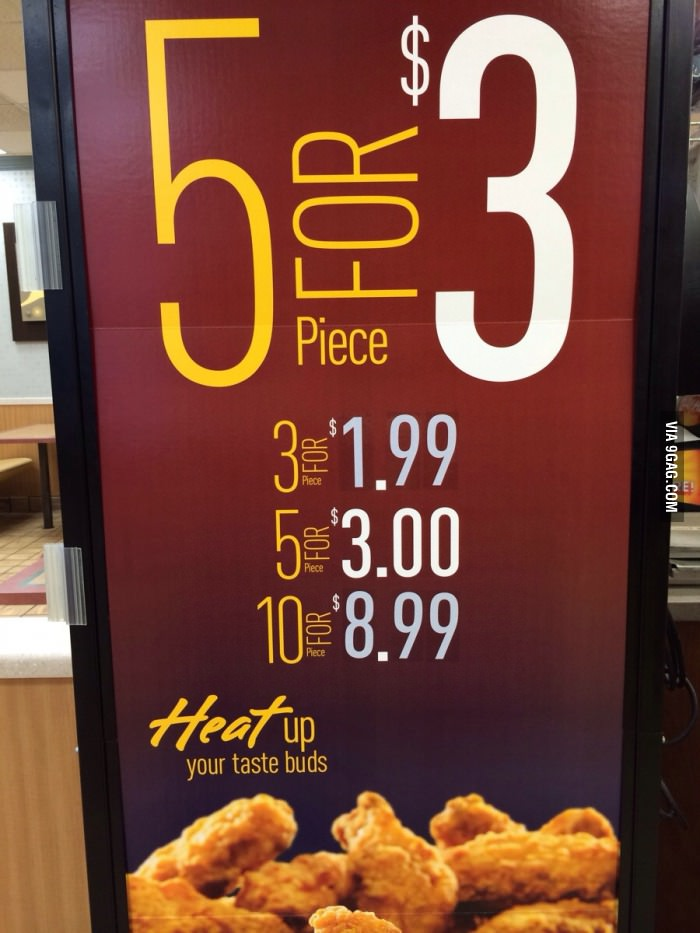 5 Piece FOR $3
3 Piece FOR $1.99
5 Piece FOR $3.00
10 Piece FOR $8.99
Heat up
your taste buds
VIA 9GAG.COM